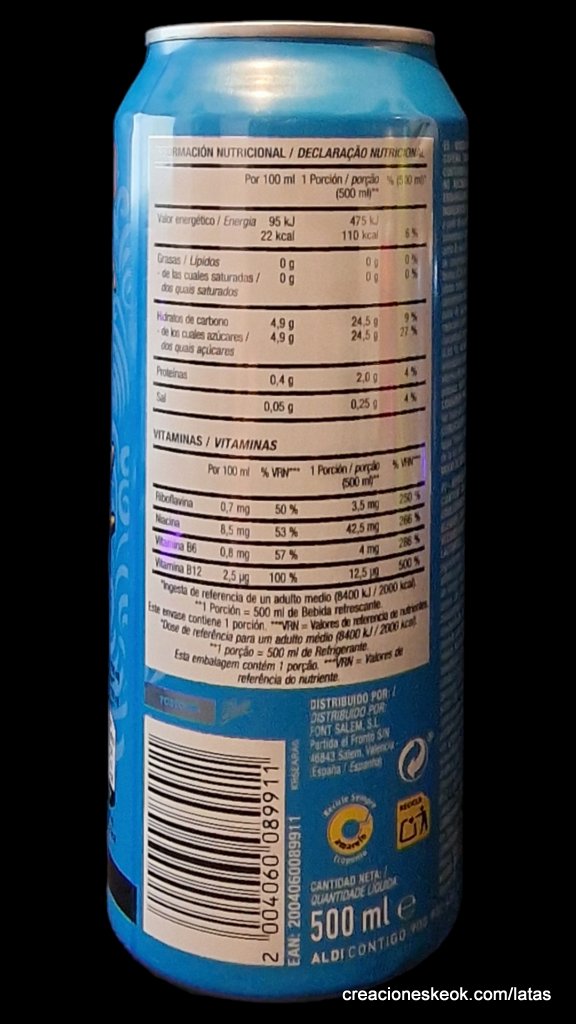 INFORMACIÓN NUTRICIONAL / DECLARAÇÃO NUTRICIONAL
Por 100 ml 1 Porción / porção % (500 ml)*
(500 ml)**
Valor energético / Energia 95 kJ 475 kJ
22 kcal 110 kcal 6 %
Grasas / Lípidos 0 g 0 g 0 %
- de las cuales saturadas / 0 g 0 g 0 %
dos quais saturados
Hidratos de carbono 4,9 g 24,5 g 9 %
- de los cuales azúcares / 4,9 g 24,5 g 27 %
dos quais açúcares
Proteínas 0,4 g 2,0 g 4 %
Sal 0,05 g 0,25 g 4 %
VITAMINAS / VITAMINAS
Por 100 ml % VRN*** 1 Porción / porção % VRN***
(500 ml)**
Riboflavina 0,7 mg 50 % 3,5 mg 250 %
Niacina 8,5 mg 53 % 42,5 mg 266 %
Vitamina B6 0,8 mg 57 % 4 mg 286 %
Vitamina B12 2,5 µg 100 % 12,5 µg 500 %
*Ingesta de referencia de un adulto medio (8400 kJ / 2000 kcal).
**1 Porción = 500 ml de Bebida refrescante.
Este envase contiene 1 porción. ***VRN = Valores de referencia de nutrientes.
*Dose de referência para um adulto médio (8400 kJ / 2000 kcal).
**1 porção = 500 ml de Refrigerante.
Esta embalagem contém 1 porção. ***VRN = Valores de
referência do nutriente.
DISTRIBUIDO POR: /
DISTRIBUÍDO POR:
FONT SALEM, S.L.
Partida el Frontó S/N
46843 Salem, Valencia
España / Espanha
Recicle Sempre
amarelo
RECICLA
2 004060 089911
EAN: 2004060089911
CANTIDAD NETA: /
QUANTIDADE LÍQUIDA:
500 ml e
ALDI CONTIGO
creacioneskeok.com/latas